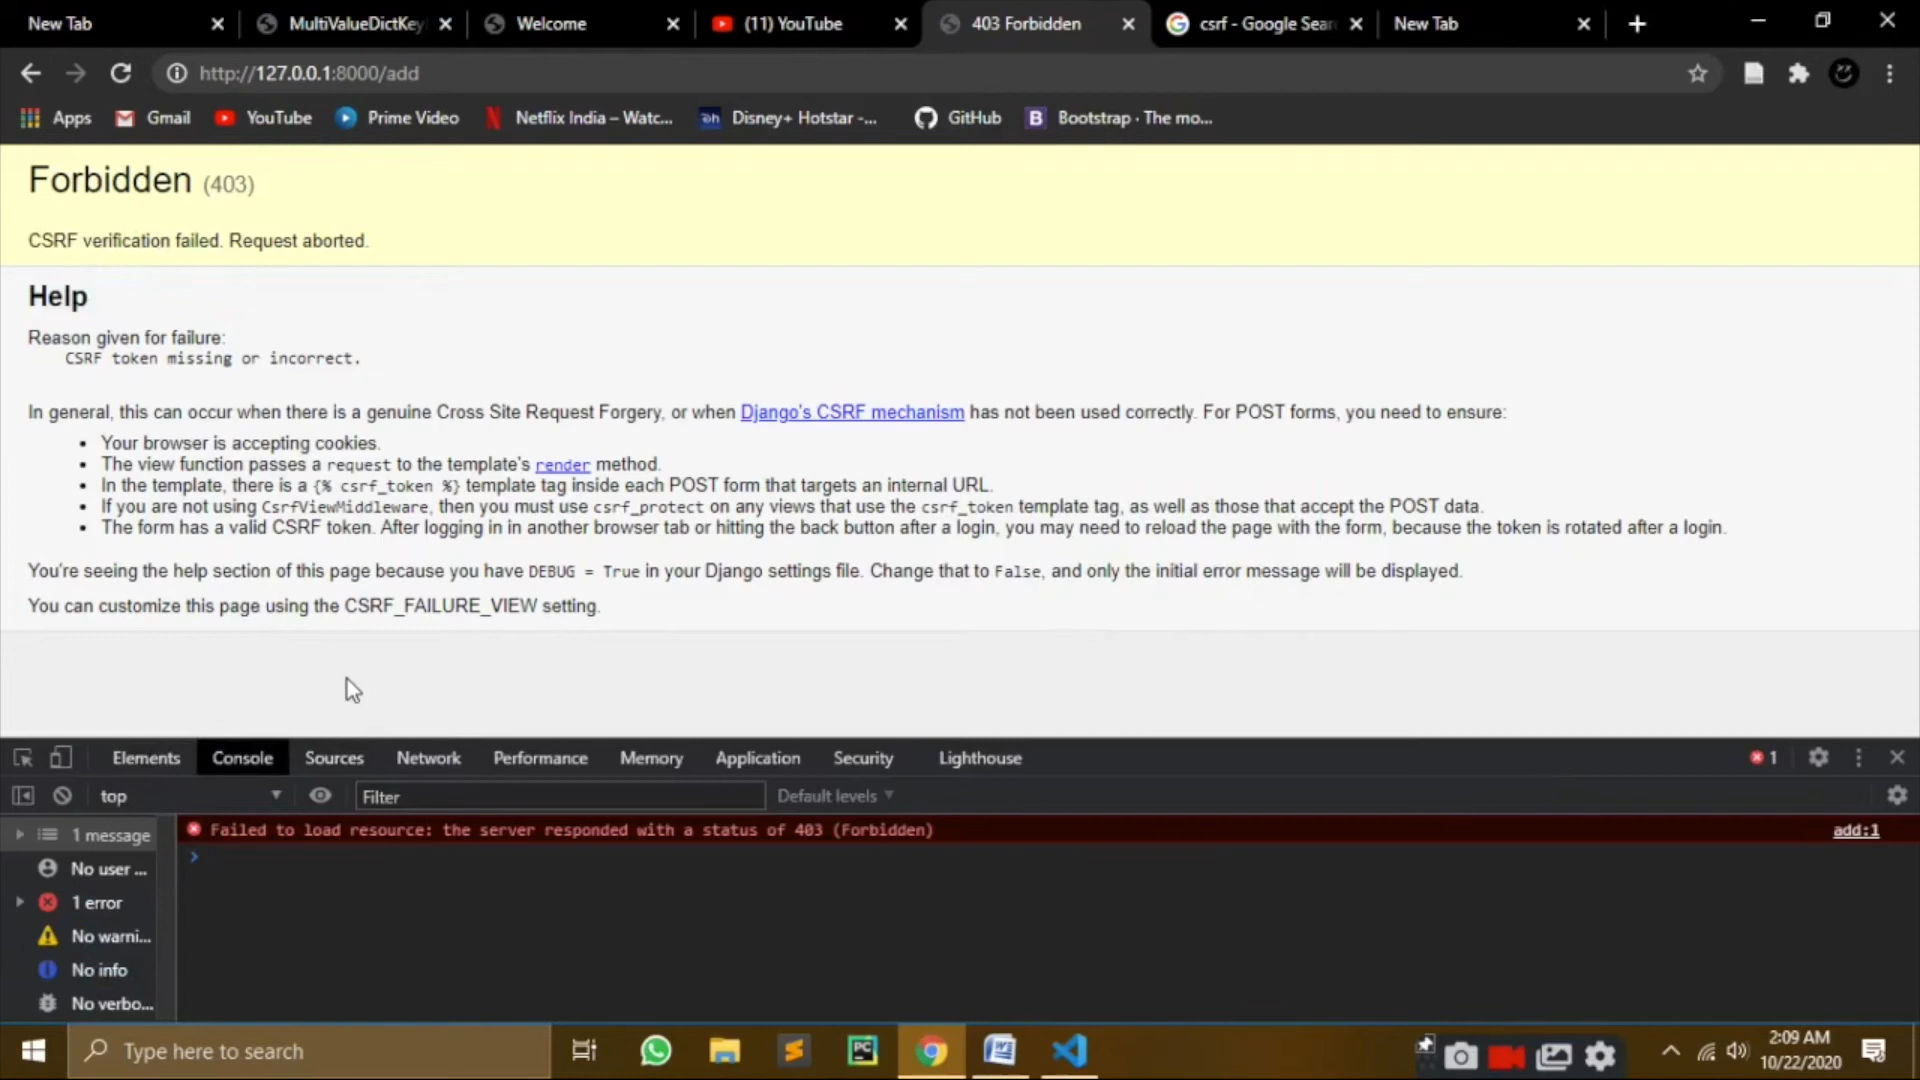 New Tab
MultiValueDictKey
Welcome
(11) YouTube
403 Forbidden
csrf - Google Sear
New Tab
http://127.0.0.1:8000/add
Apps
Gmail
YouTube
Prime Video
Netflix India – Watc...
Disney+ Hotstar -...
GitHub
B
Bootstrap · The mo...
Forbidden (403)
CSRF verification failed. Request aborted.
Help
Reason given for failure:
CSRF token missing or incorrect.
In general, this can occur when there is a genuine Cross Site Request Forgery, or when Django's CSRF mechanism has not been used correctly. For POST forms, you need to ensure:
• Your browser is accepting cookies.
• The view function passes a request to the template's render method.
• In the template, there is a {% csrf_token %} template tag inside each POST form that targets an internal URL.
• If you are not using CsrfViewMiddleware, then you must use csrf_protect on any views that use the csrf_token template tag, as well as those that accept the POST data.
• The form has a valid CSRF token. After logging in in another browser tab or hitting the back button after a login, you may need to reload the page with the form, because the token is rotated after a login.
You're seeing the help section of this page because you have DEBUG = True in your Django settings file. Change that to False, and only the initial error message will be displayed.
You can customize this page using the CSRF_FAILURE_VIEW setting.
Elements
Console
Sources
Network
Performance
Memory
Application
Security
Lighthouse
1
top
Filter
Default levels
1 message
Failed to load resource: the server responded with a status of 403 (Forbidden)
add:1
No user ...
1 error
No warni...
No info
No verbo...
Type here to search
PC
2:09 AM
10/22/2020